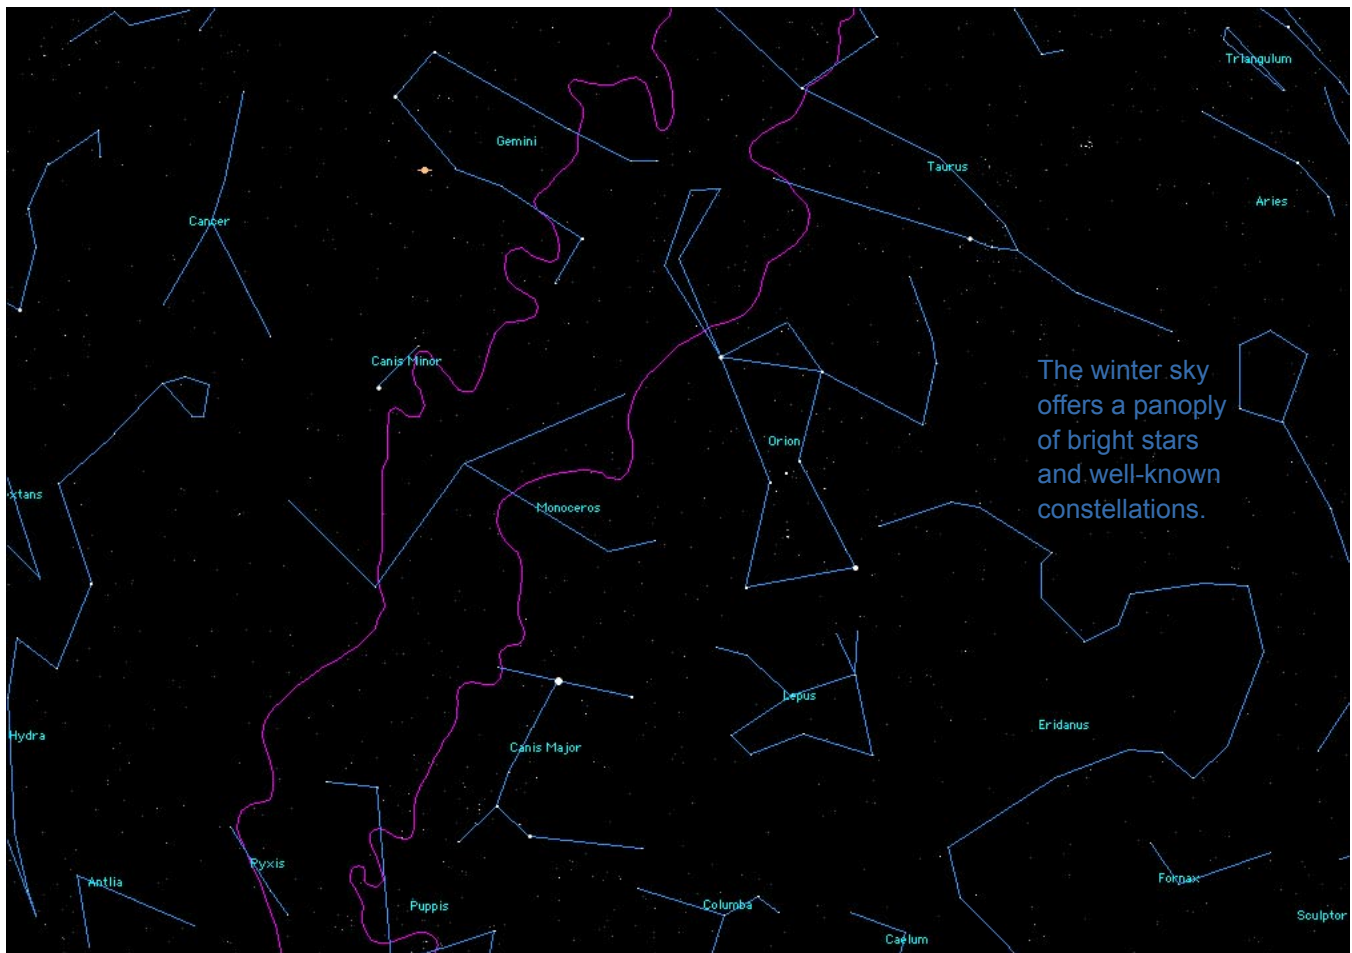 Triangulum
Gemini
Taurus
Aries
Cancer
Canis Minor
The winter sky
offers a panoply
of bright stars
and well-known
constellations.
Orion
xtans
Monoceros
Lepus
Eridanus
Hydra
Canis Major
Pyxis
Antlia
Fornax
Puppis
Columba
Sculptor
Caelum